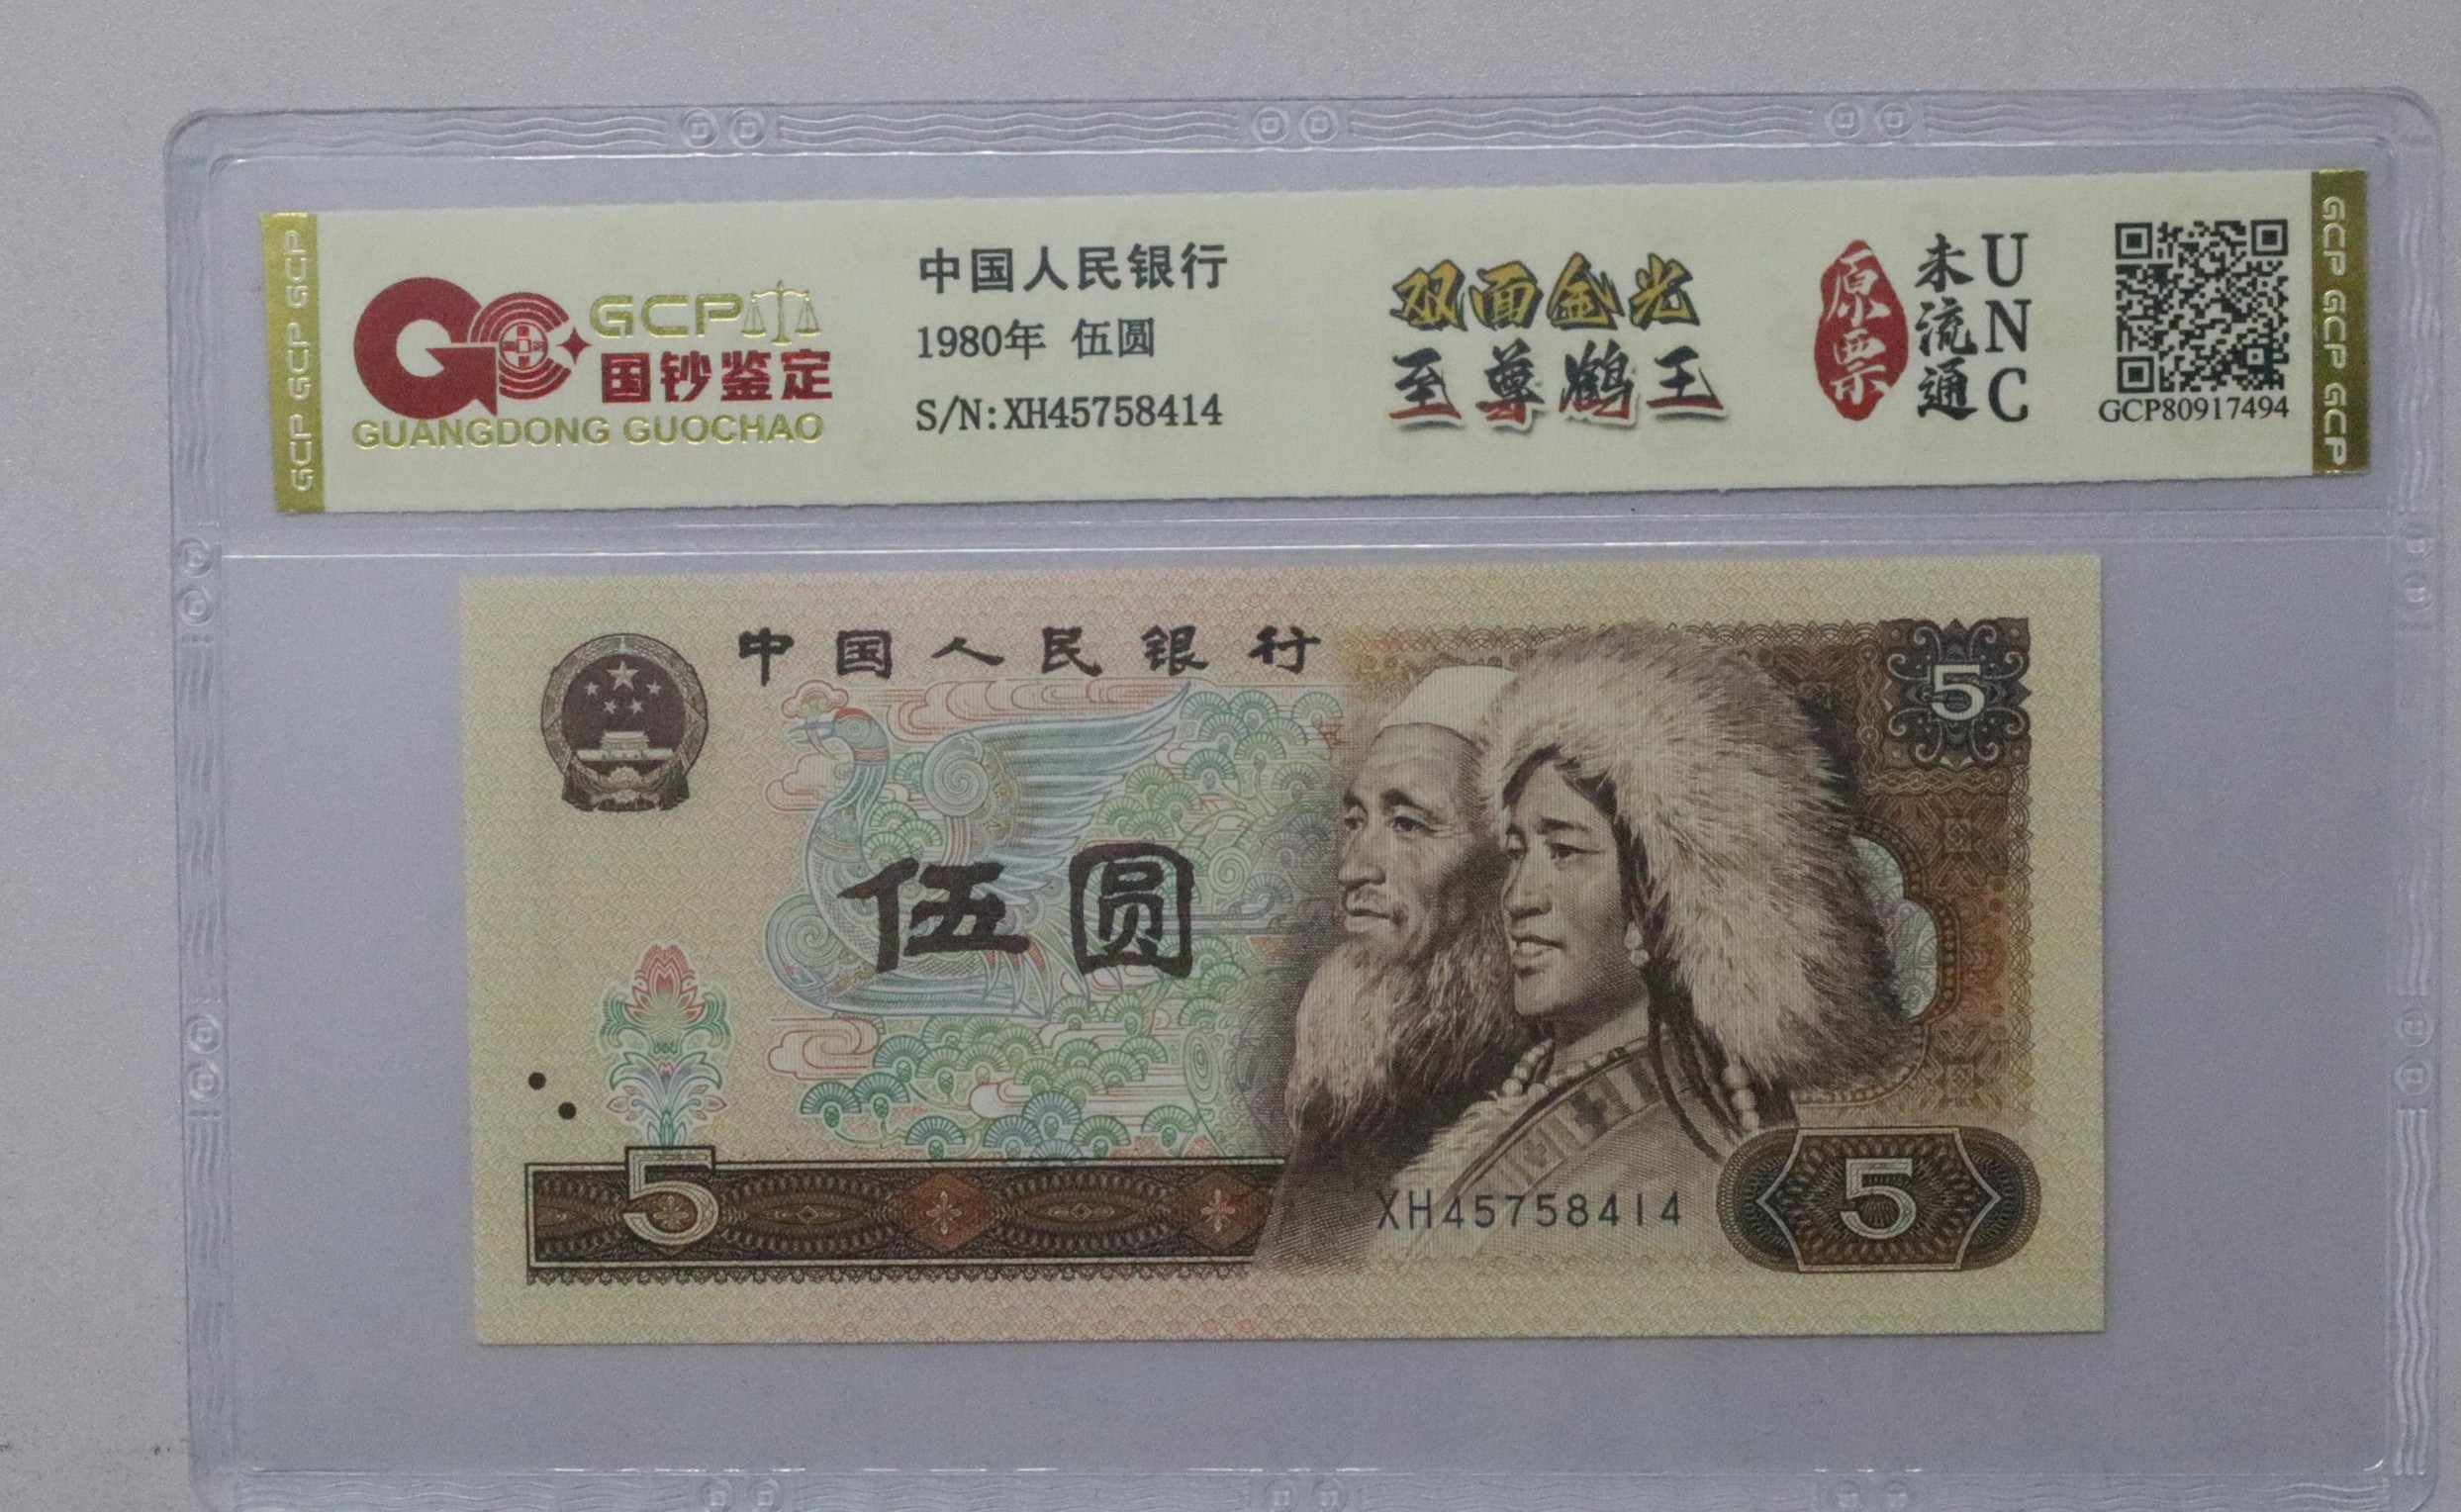 GCP GCP GCP
GCP
国钞鉴定
GUANGDONG GUOCHAO
中国人民银行
1980年 伍圆
S/N:XH45758414
双面金光
至尊鹤王
原票
未流通
UNC
GCP80917494
GCP GCP GCP
中国人民银行
5
伍圆
5
XH45758414
5